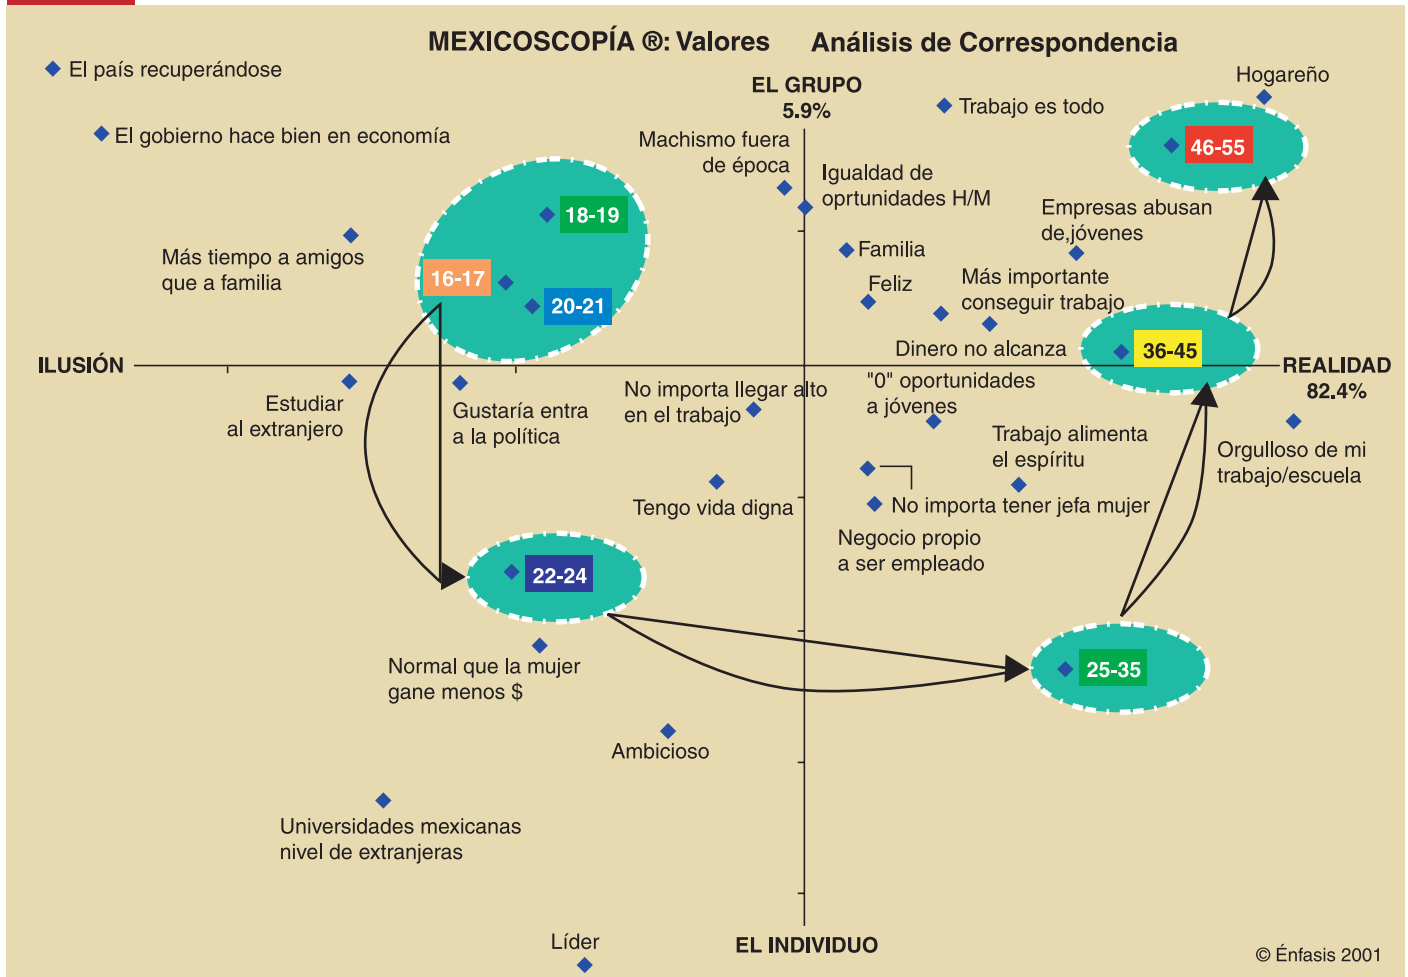 MEXICOSCOPÍA ®: Valores Análisis de Correspondencia
El país recuperándose
Hogareño
EL GRUPO
5.9%
Trabajo es todo
El gobierno hace bien en economía
Machismo fuera
de época
46-55
Igualdad de
oprtunidades H/M
18-19
Empresas abusan
de,jóvenes
Más tiempo a amigos
que a familia
Familia
16-17
Feliz
Más importante
conseguir trabajo
20-21
Dinero no alcanza
36-45
ILUSIÓN
REALIDAD
82.4%
Estudiar
al extranjero
Gustaría entra
a la política
No importa llegar alto
en el trabajo
"0" oportunidades
a jóvenes
Trabajo alimenta
el espíritu
Orgulloso de mi
trabajo/escuela
Tengo vida digna
No importa tener jefa mujer
Negocio propio
a ser empleado
22-24
Normal que la mujer
gane menos $
25-35
Ambicioso
Universidades mexicanas
nivel de extranjeras
Líder
EL INDIVIDUO
© Énfasis 2001